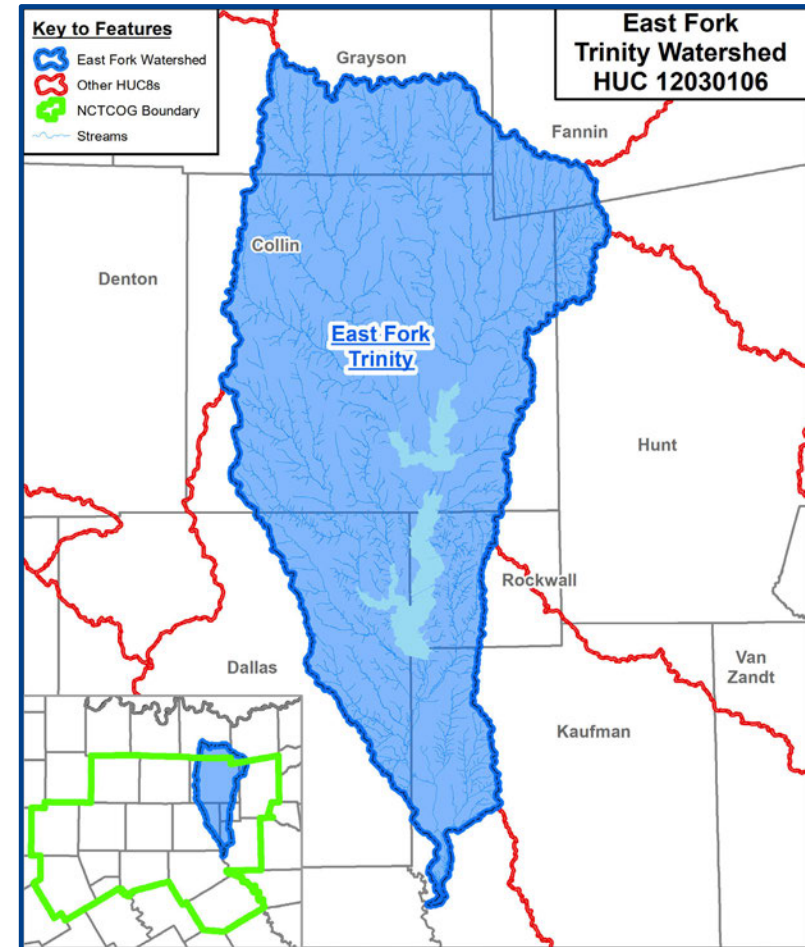 Key to Features
East Fork Watershed
Other HUC8s
NCTCOG Boundary
Streams
East Fork
Trinity Watershed
HUC 12030106
Grayson
Fannin
Collin
Denton
East Fork
Trinity
Hunt
Rockwall
Dallas
Van
Zandt
Kaufman